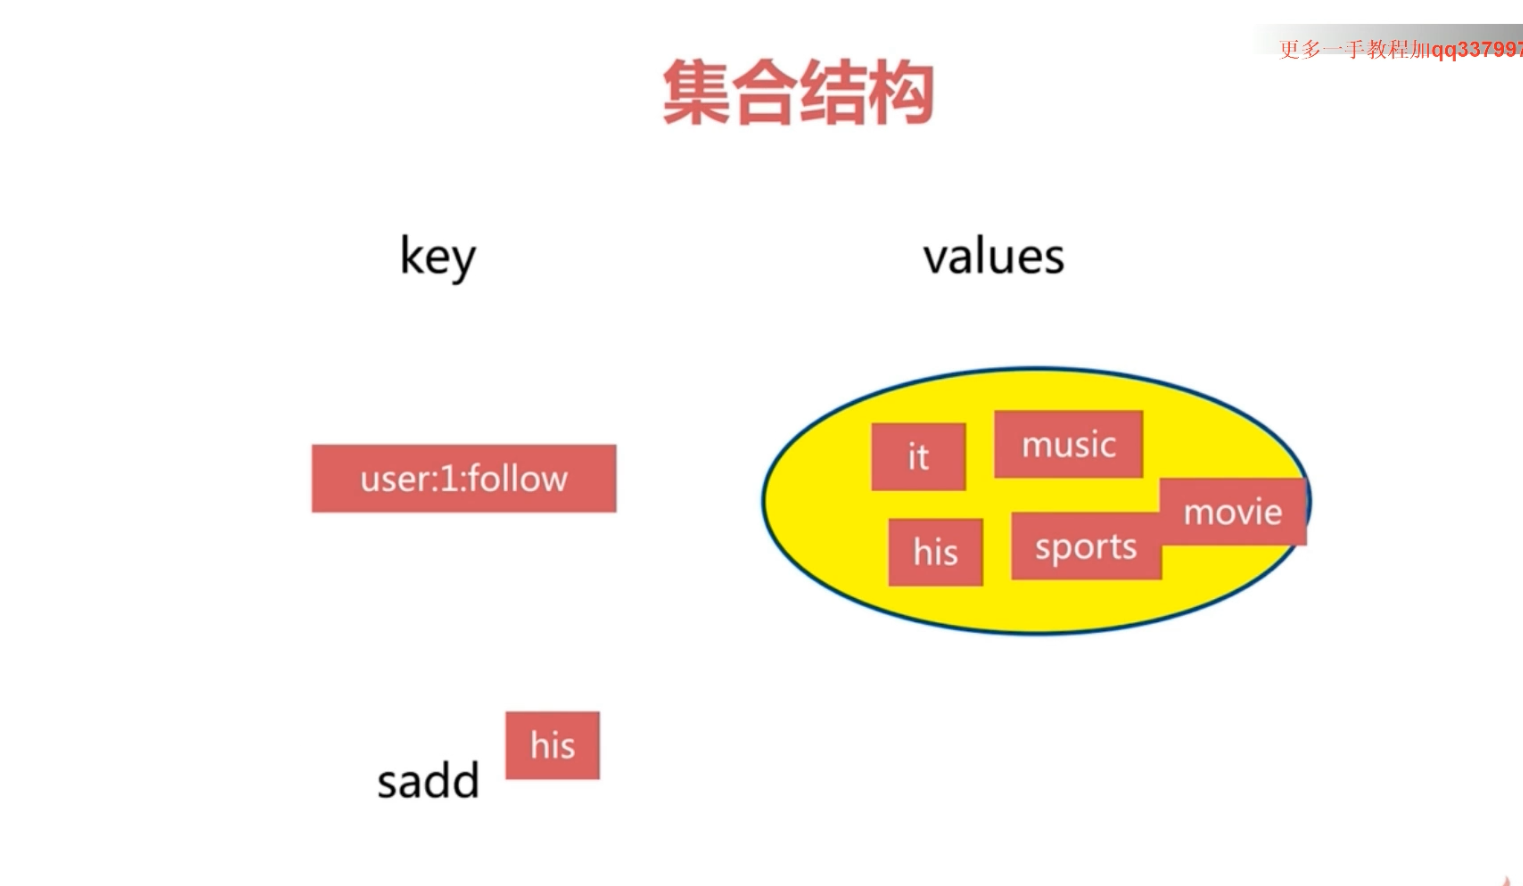 更多一手教程加qq337997
集合结构
key
values
user:1:follow
it
music
movie
his
sports
his
sadd